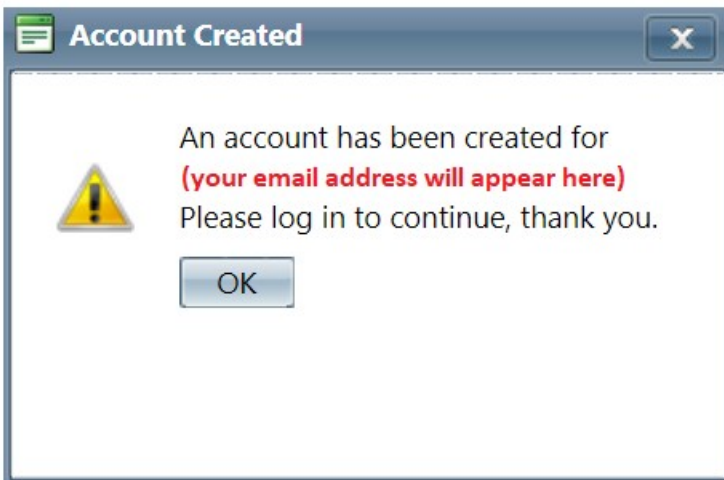 Account Created
An account has been created for
(your email address will appear here)
Please log in to continue, thank you.
OK